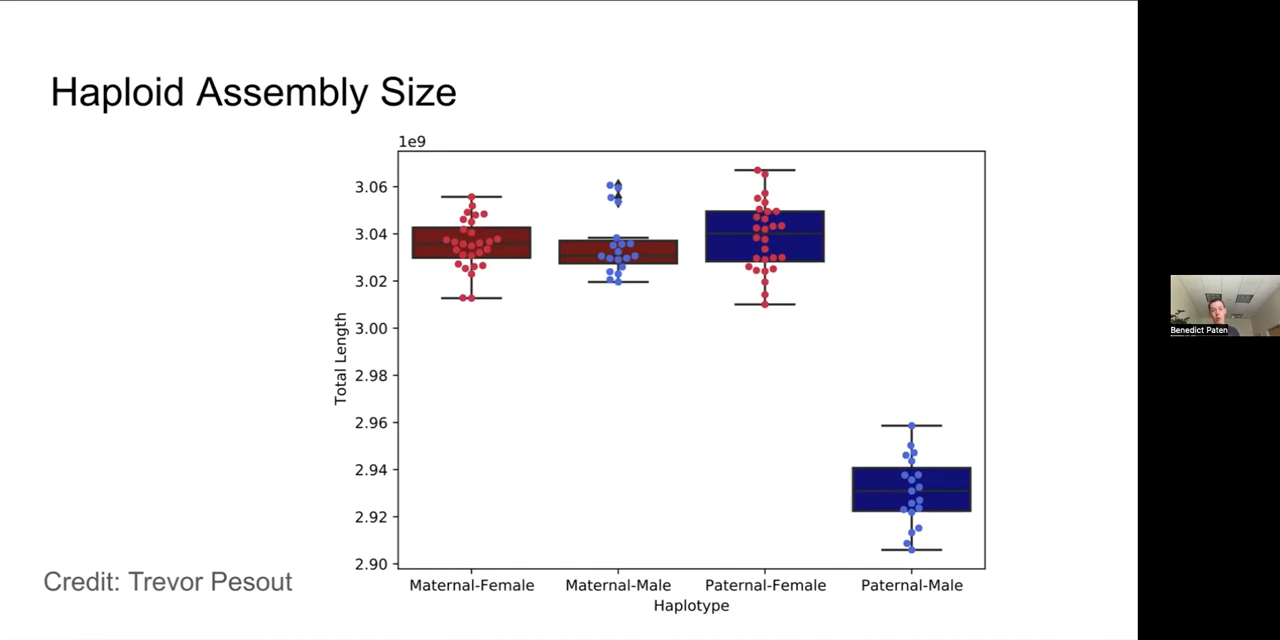 Haploid Assembly Size
1e9
3.06
3.04
3.02
3.00
2.98
2.96
2.94
2.92
2.90
Total Length
Maternal-Female Maternal-Male Paternal-Female Paternal-Male
Haplotype
Credit: Trevor Pesout
Benedict Paten